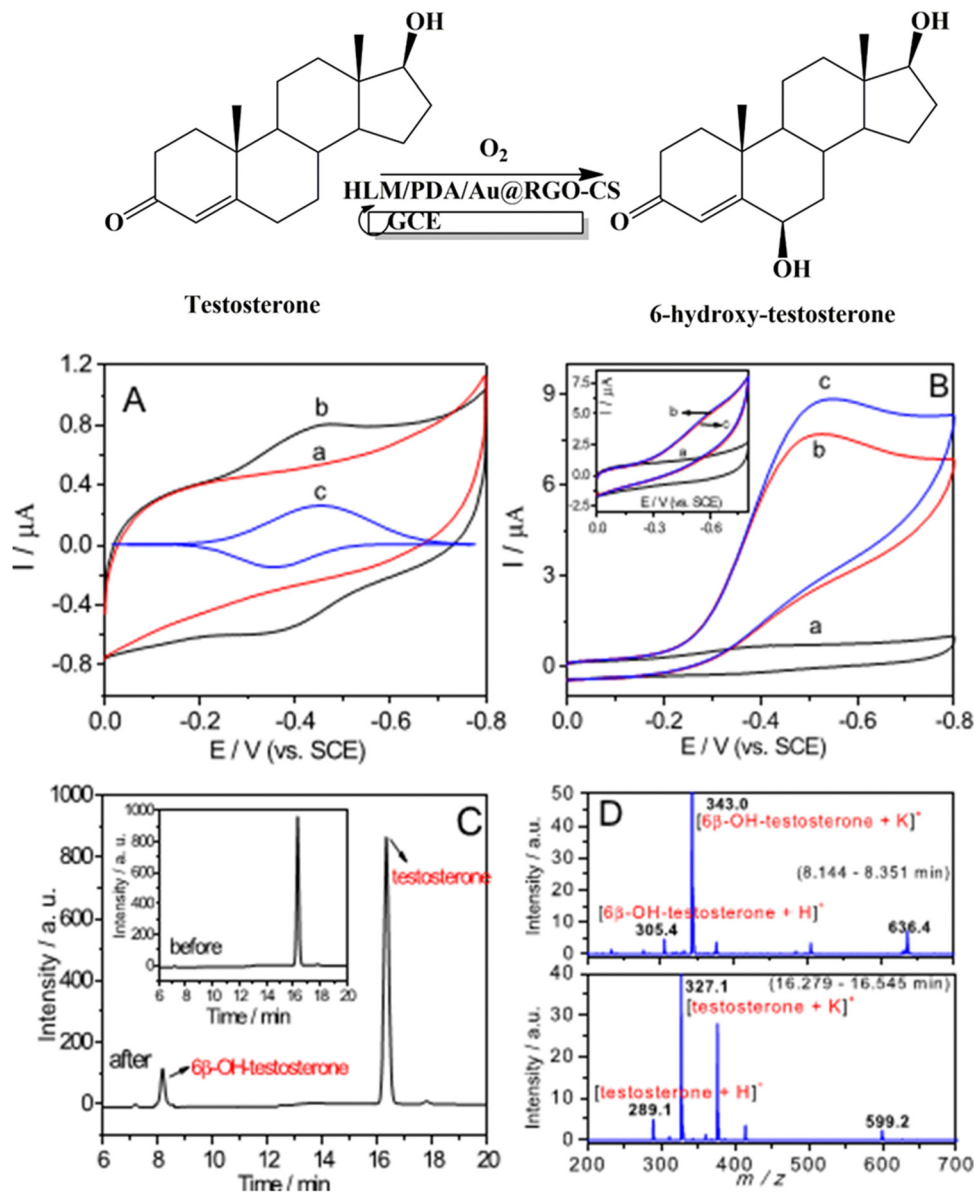 OH
OH
O₂
HLM/PDA/Au@RGO-CS
GCE
O
O
OH
Testosterone
6-hydroxy-testosterone
A
b
a
c
I / μA
1.2
0.8
0.4
0.0
-0.4
-0.8
0.0 -0.2 -0.4 -0.6 -0.8
E / V (vs. SCE)
B
c
b
a
I / μA
9
6
3
0
0.0 -0.2 -0.4 -0.6 -0.8
E / V (vs. SCE)
I / μA
7.5
5.0
2.5
0.0
-2.5
b
c
a
E / V (vs. SCE)
0.0 -0.3 -0.6
C
Intensity / a. u.
1000
800
600
400
200
0
testosterone
after
6β-OH-testosterone
6 8 10 12 14 16 18 20
Time / min
Intensity / a. u.
1000
800
600
400
200
0
before
6 8 10 12 14 16 18 20
Time / min
D
Intensity / a.u.
50
40
30
20
10
0
343.0
[6β-OH-testosterone + K]⁺
(8.144 - 8.351 min)
[6β-OH-testosterone + H]⁺
305.4
636.4
Intensity / a.u.
40
30
20
10
0
327.1
(16.279 - 16.545 min)
[testosterone + K]⁺
[testosterone + H]⁺
289.1
599.2
200 300 400 500 600 700
m / z